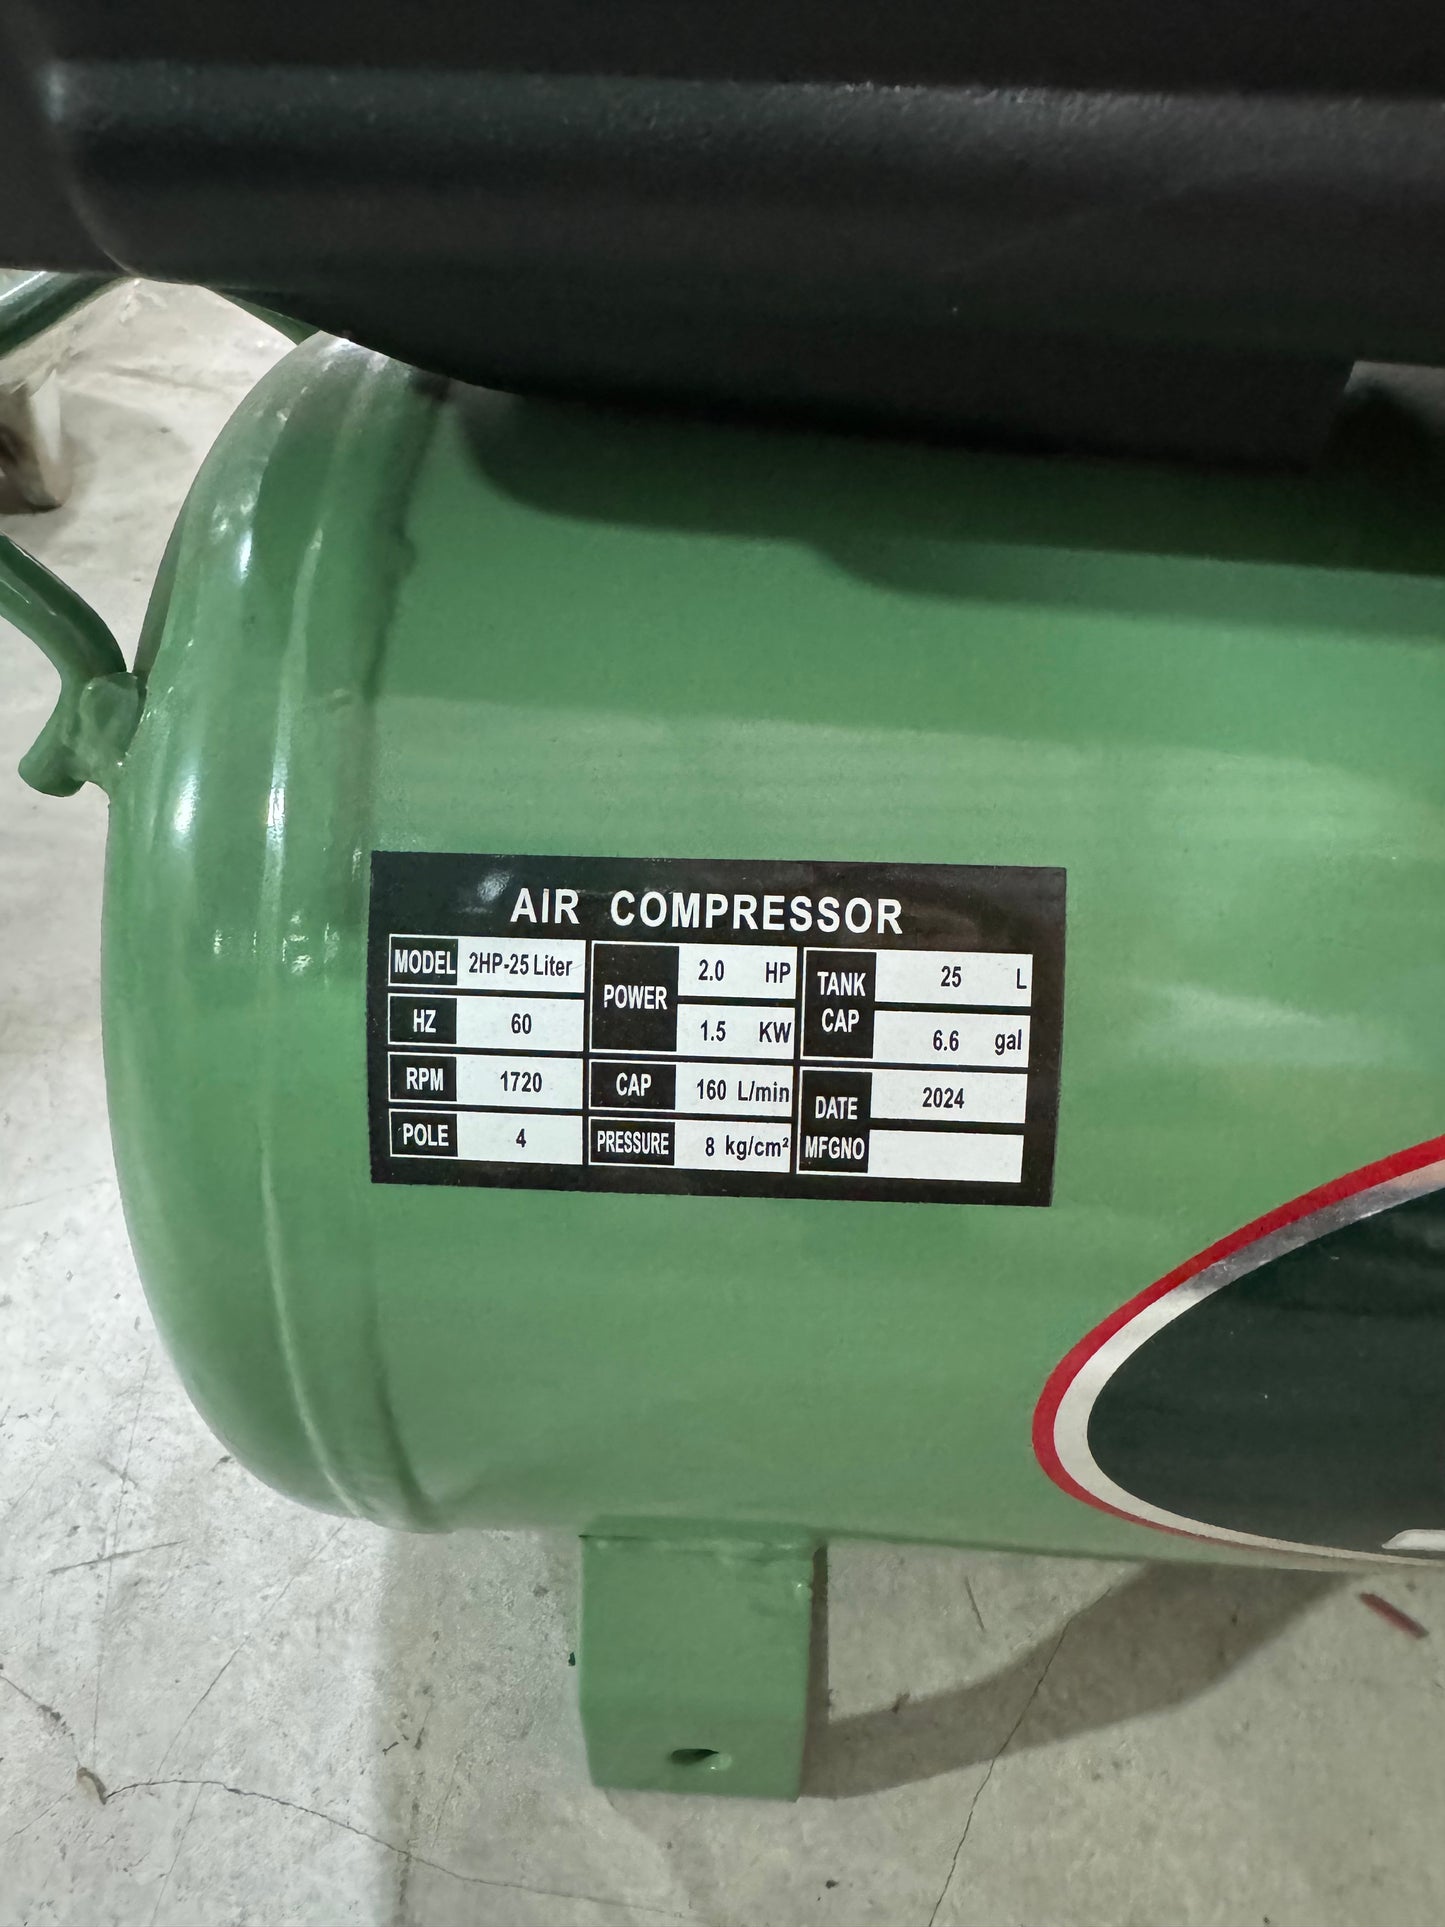 AIR COMPRESSOR
MODEL 2HP-25 Liter
HZ 60
RPM 1720
POLE 4
POWER 2.0 HP
1.5 KW
CAP 160 L/min
PRESSURE 8 kg/cm²
TANK CAP 25 L
6.6 gal
DATE 2024
MFGNO